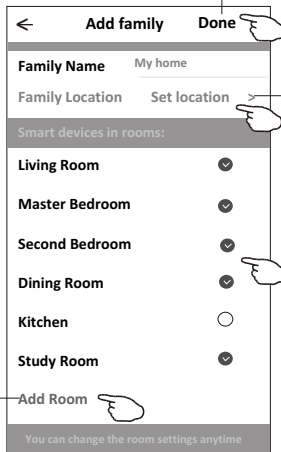 Add family Done
Family Name My home
Family Location Set location >
Smart devices in rooms:
Living Room
Master Bedroom
Second Bedroom
Dining Room
Kitchen
Study Room
Add Room
You can change the room settings anytime